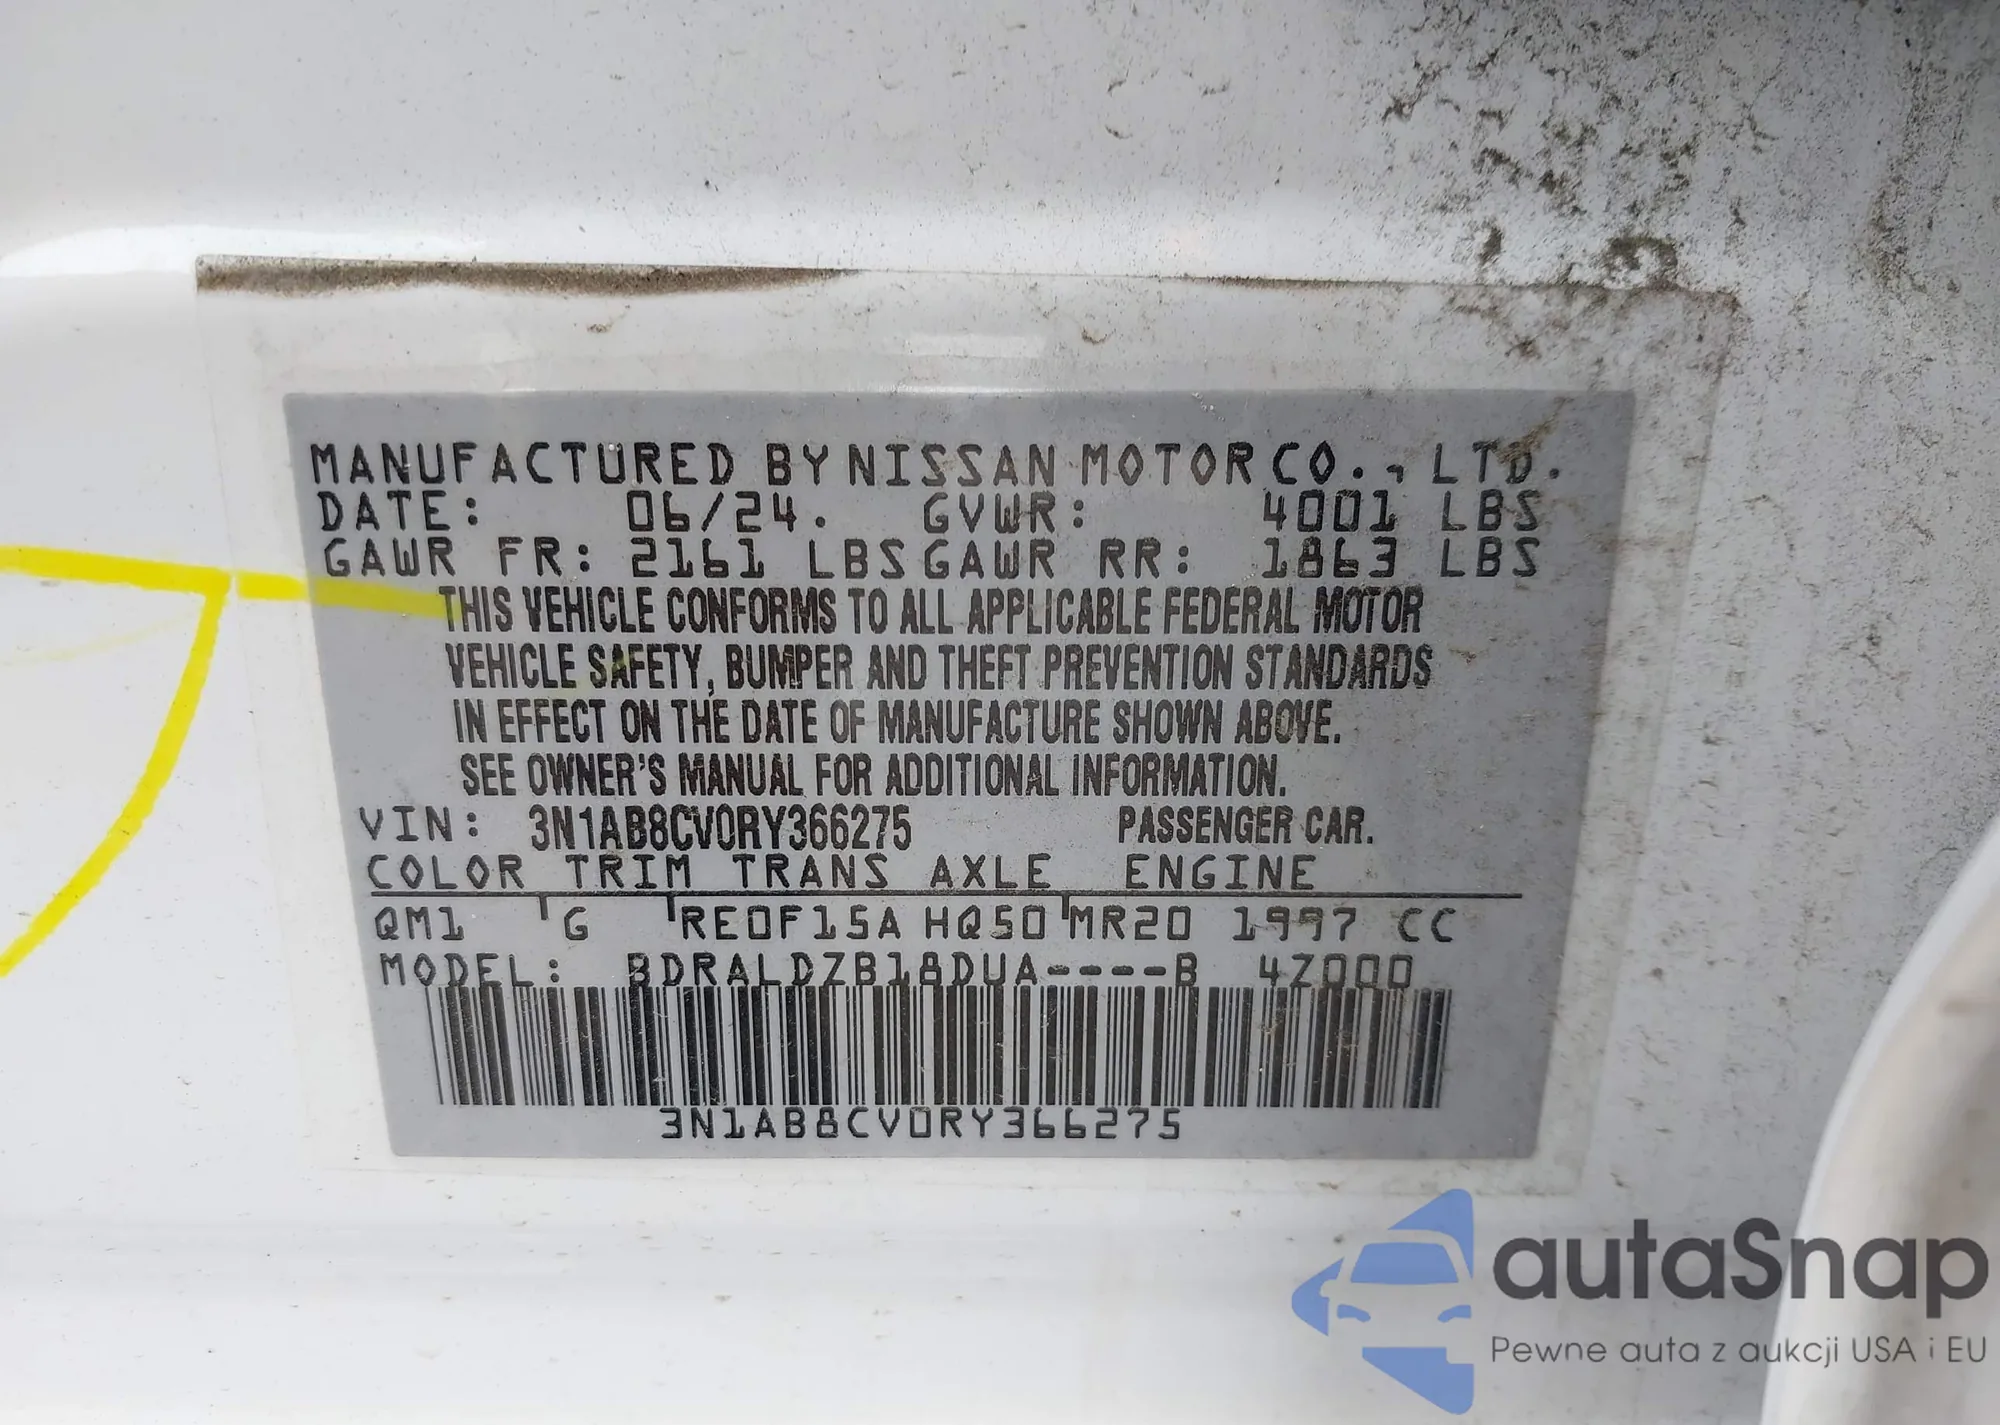 MANUFACTURED BY NISSAN MOTOR CO., LTD.
DATE: 06/24. GVWR: 4001 LBS
GAWR FR: 2161 LBS GAWR RR: 1863 LBS
THIS VEHICLE CONFORMS TO ALL APPLICABLE FEDERAL MOTOR
VEHICLE SAFETY, BUMPER AND THEFT PREVENTION STANDARDS
IN EFFECT ON THE DATE OF MANUFACTURE SHOWN ABOVE.
SEE OWNER'S MANUAL FOR ADDITIONAL INFORMATION.
VIN: 3N1AB8CV0RY366275 PASSENGER CAR.
COLOR TRIM TRANS AXLE ENGINE
QM1 G RE0F15A HQ50 MR20 1997 CC
MODEL: BDRALDZB18DUA----B 4Z000
3N1AB8CV0RY366275
autaSnap
Pewne auta z aukcji USA i EU